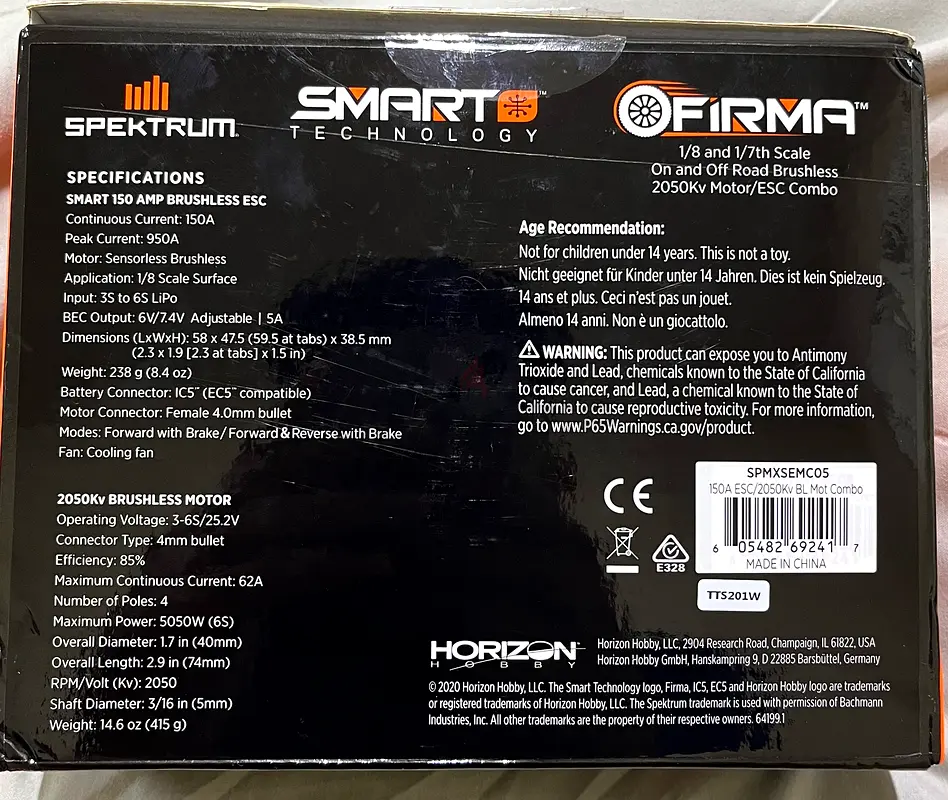 SPEKTRUM
SMART™
TECHNOLOGY
FIRMA™
1/8 and 1/7th Scale
On and Off Road Brushless
2050Kv Motor/ESC Combo
SPECIFICATIONS
SMART 150 AMP BRUSHLESS ESC
Continuous Current: 150A
Peak Current: 950A
Motor: Sensorless Brushless
Application: 1/8 Scale Surface
Input: 3S to 6S LiPo
BEC Output: 6V/7.4V Adjustable | 5A
Dimensions (LxWxH): 58 x 47.5 (59.5 at tabs) x 38.5 mm
(2.3 x 1.9 [2.3 at tabs] x 1.5 in)
Weight: 238 g (8.4 oz)
Battery Connector: IC5™ (EC5™ compatible)
Motor Connector: Female 4.0mm bullet
Modes: Forward with Brake/Forward & Reverse with Brake
Fan: Cooling fan
2050Kv BRUSHLESS MOTOR
Operating Voltage: 3-6S/25.2V
Connector Type: 4mm bullet
Efficiency: 85%
Maximum Continuous Current: 62A
Number of Poles: 4
Maximum Power: 5050W (6S)
Overall Diameter: 1.7 in (40mm)
Overall Length: 2.9 in (74mm)
RPM/Volt (Kv): 2050
Shaft Diameter: 3/16 in (5mm)
Weight: 14.6 oz (415 g)
Age Recommendation:
Not for children under 14 years. This is not a toy.
Nicht geeignet für Kinder unter 14 Jahren. Dies ist kein Spielzeug.
14 ans et plus. Ceci n'est pas un jouet.
Almeno 14 anni. Non è un giocattolo.
WARNING: This product can expose you to Antimony
Trioxide and Lead, chemicals known to the State of California
to cause cancer, and Lead, a chemical known to the State of
California to cause reproductive toxicity. For more information,
go to www.P65Warnings.ca.gov/product.
CE
E328
SPMXSEMC05
150A ESC/2050Kv BL Mot Combo
6 05482 69241 7
MADE IN CHINA
TTS201W
HORIZON
HOBBY
Horizon Hobby, LLC, 2904 Research Road, Champaign, IL 61822, USA
Horizon Hobby GmbH, Hanskampring 9, D 22885 Barsbüttel, Germany
© 2020 Horizon Hobby, LLC. The Smart Technology logo, Firma, IC5, EC5 and Horizon Hobby logo are trademarks
or registered trademarks of Horizon Hobby, LLC. The Spektrum trademark is used with permission of Bachmann
Industries, Inc. All other trademarks are the property of their respective owners. 64199.1